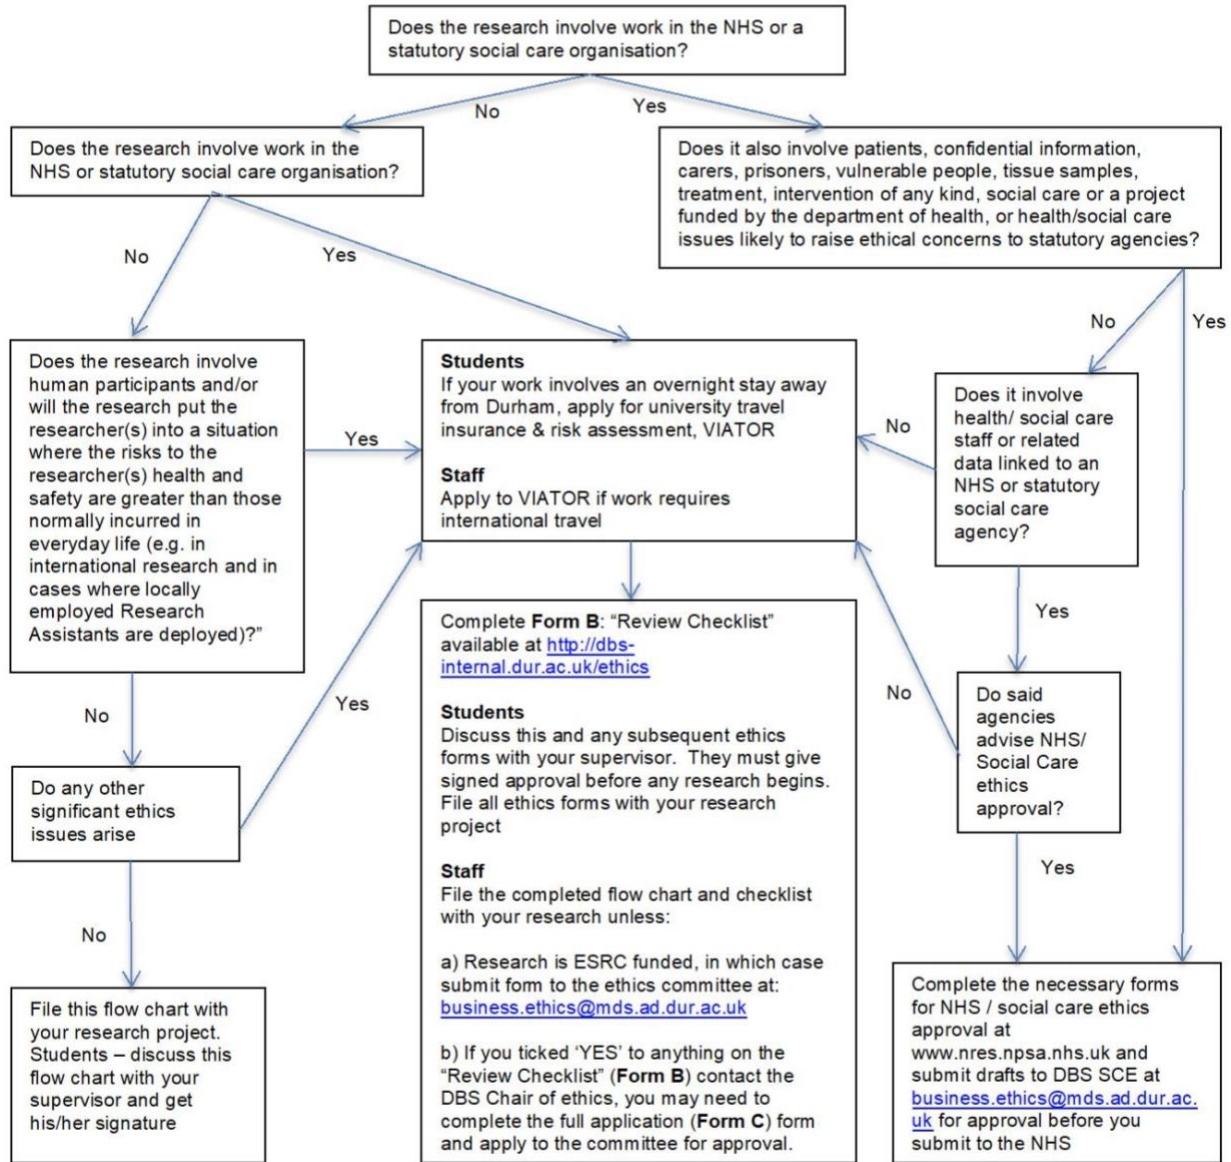 Does the research involve work in the NHS or a
statutory social care organisation?
No
Yes
Does the research involve work in the
NHS or statutory social care organisation?
Does it also involve patients, confidential information,
carers, prisoners, vulnerable people, tissue samples,
treatment, intervention of any kind, social care or a project
funded by the department of health, or health/social care
issues likely to raise ethical concerns to statutory agencies?
No
Yes
No
Yes
Does the research involve
human participants and/or
will the research put the
researcher(s) into a situation
where the risks to the
researcher(s) health and
safety are greater than those
normally incurred in
everyday life (e.g. in
international research and in
cases where locally
employed Research
Assistants are deployed)?”
Yes
Students
If your work involves an overnight stay away
from Durham, apply for university travel
insurance & risk assessment, VIATOR
Staff
Apply to VIATOR if work requires
international travel
No
Does it involve
health/ social care
staff or related
data linked to an
NHS or statutory
social care
agency?
Yes
No
Yes
No
Do any other
significant ethics
issues arise
No
File this flow chart with
your research project.
Students – discuss this
flow chart with your
supervisor and get
his/her signature
Complete Form B: “Review Checklist”
available at http://dbs-
internal.dur.ac.uk/ethics
Students
Discuss this and any subsequent ethics
forms with your supervisor. They must give
signed approval before any research begins.
File all ethics forms with your research
project
Staff
File the completed flow chart and checklist
with your research unless:
a) Research is ESRC funded, in which case
submit form to the ethics committee at:
business.ethics@mds.ad.dur.ac.uk
b) If you ticked ‘YES’ to anything on the
“Review Checklist” (Form B) contact the
DBS Chair of ethics, you may need to
complete the full application (Form C) form
and apply to the committee for approval.
Do said
agencies
advise NHS/
Social Care
ethics
approval?
Yes
Complete the necessary forms
for NHS / social care ethics
approval at
www.nres.npsa.nhs.uk and
submit drafts to DBS SCE at
business.ethics@mds.ad.dur.ac.
uk for approval before you
submit to the NHS